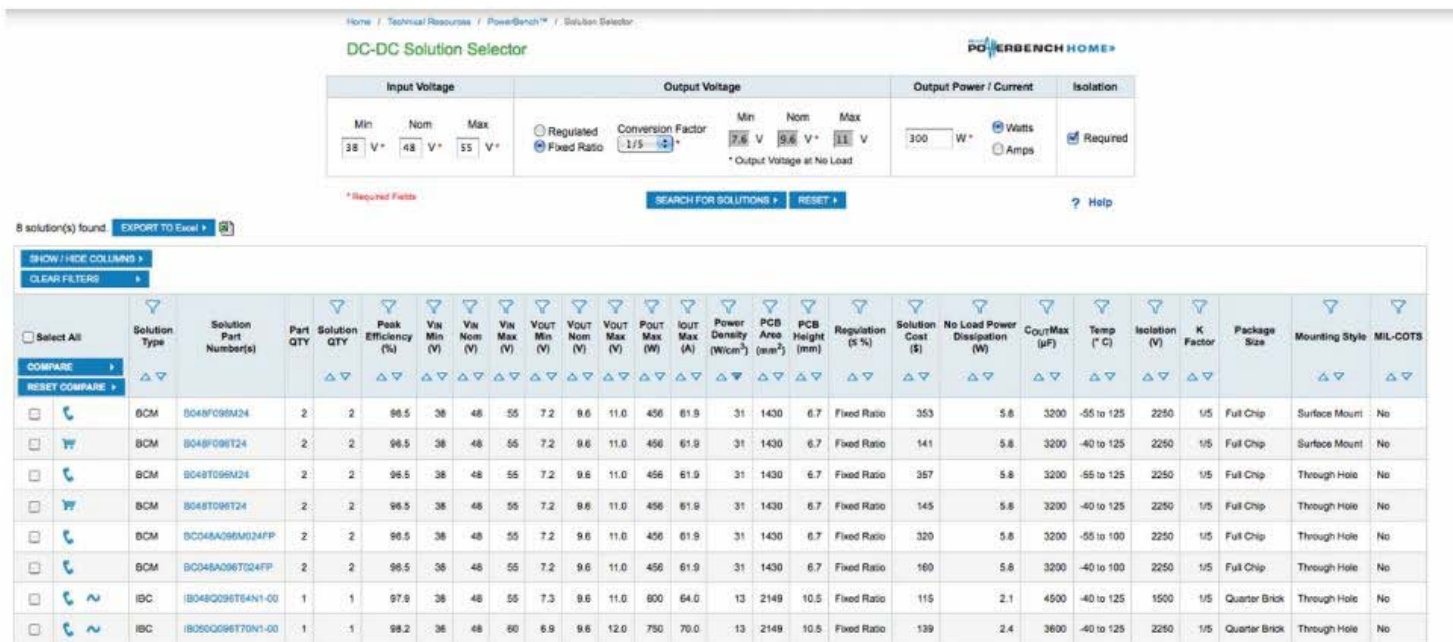 Home / Technical Resources / PowerBench™ / Solution Selector
DC-DC Solution Selector
POWERBENCH HOME»
Input Voltage Output Voltage Output Power / Current Isolation
Min Nom Max
38 V* 48 V* 55 V*
Regulated
Fixed Ratio
Conversion Factor
1/5 *
Min Nom Max
7.6 V 9.6 V* 11 V
* Output Voltage at No Load
300 W*
Watts
Amps
Required
* Required Fields
SEARCH FOR SOLUTIONS RESET
? Help
8 solution(s) found. EXPORT TO Excel
SHOW / HIDE COLUMNS
CLEAR FILTERS
Select All
COMPARE
RESET COMPARE
Solution Type Solution Part Number(s) Part QTY Solution QTY Peak Efficiency (%) VIN Min (V) VIN Nom (V) VIN Max (V) VOUT Min (V) VOUT Nom (V) VOUT Max (V) POUT Max (W) IOUT Max (A) Power Density (W/cm³) PCB Area (mm²) PCB Height (mm) Regulation (± %) Solution Cost ($) No Load Power Dissipation (W) COUTMax (µF) Temp (° C) Isolation (V) K Factor Package Size Mounting Style MIL-COTS
BCM B048F096M24 2 2 96.5 38 48 55 7.2 9.6 11.0 456 61.9 31 1430 6.7 Fixed Ratio 353 5.8 3200 -55 to 125 2250 1/5 Full Chip Surface Mount No
BCM B048F096T24 2 2 96.5 38 48 55 7.2 9.6 11.0 456 61.9 31 1430 6.7 Fixed Ratio 141 5.8 3200 -40 to 125 2250 1/5 Full Chip Surface Mount No
BCM B048T096M24 2 2 96.5 38 48 55 7.2 9.6 11.0 456 61.9 31 1430 6.7 Fixed Ratio 357 5.8 3200 -55 to 125 2250 1/5 Full Chip Through Hole No
BCM B048T096T24 2 2 96.5 38 48 55 7.2 9.6 11.0 456 61.9 31 1430 6.7 Fixed Ratio 145 5.8 3200 -40 to 125 2250 1/5 Full Chip Through Hole No
BCM BC048A096M024FP 2 2 96.5 38 48 55 7.2 9.6 11.0 456 61.9 31 1430 6.7 Fixed Ratio 320 5.8 3200 -55 to 100 2250 1/5 Full Chip Through Hole No
BCM BC048A096T024FP 2 2 96.5 38 48 55 7.2 9.6 11.0 456 61.9 31 1430 6.7 Fixed Ratio 160 5.8 3200 -40 to 100 2250 1/5 Full Chip Through Hole No
IBC IB048Q096T64N1-00 1 1 97.9 38 48 55 7.3 9.6 11.0 600 64.0 13 2149 10.5 Fixed Ratio 115 2.1 4500 -40 to 125 1500 1/5 Quarter Brick Through Hole No
IBC IB050Q096T70N1-00 1 1 98.2 36 48 60 6.9 9.6 12.0 750 70.0 13 2149 10.5 Fixed Ratio 139 2.4 3600 -40 to 125 2250 1/5 Quarter Brick Through Hole No